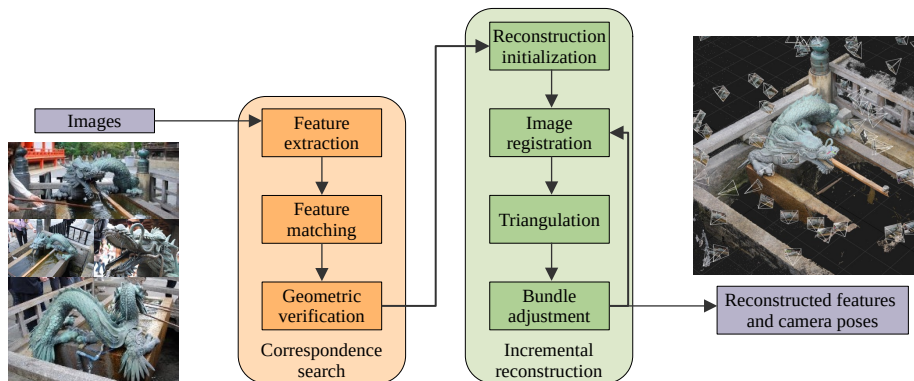 Images
Feature
extraction
Feature
matching
Geometric
verification
Correspondence
search
Reconstruction
initialization
Image
registration
Triangulation
Bundle
adjustment
Incremental
reconstruction
Reconstructed features
and camera poses